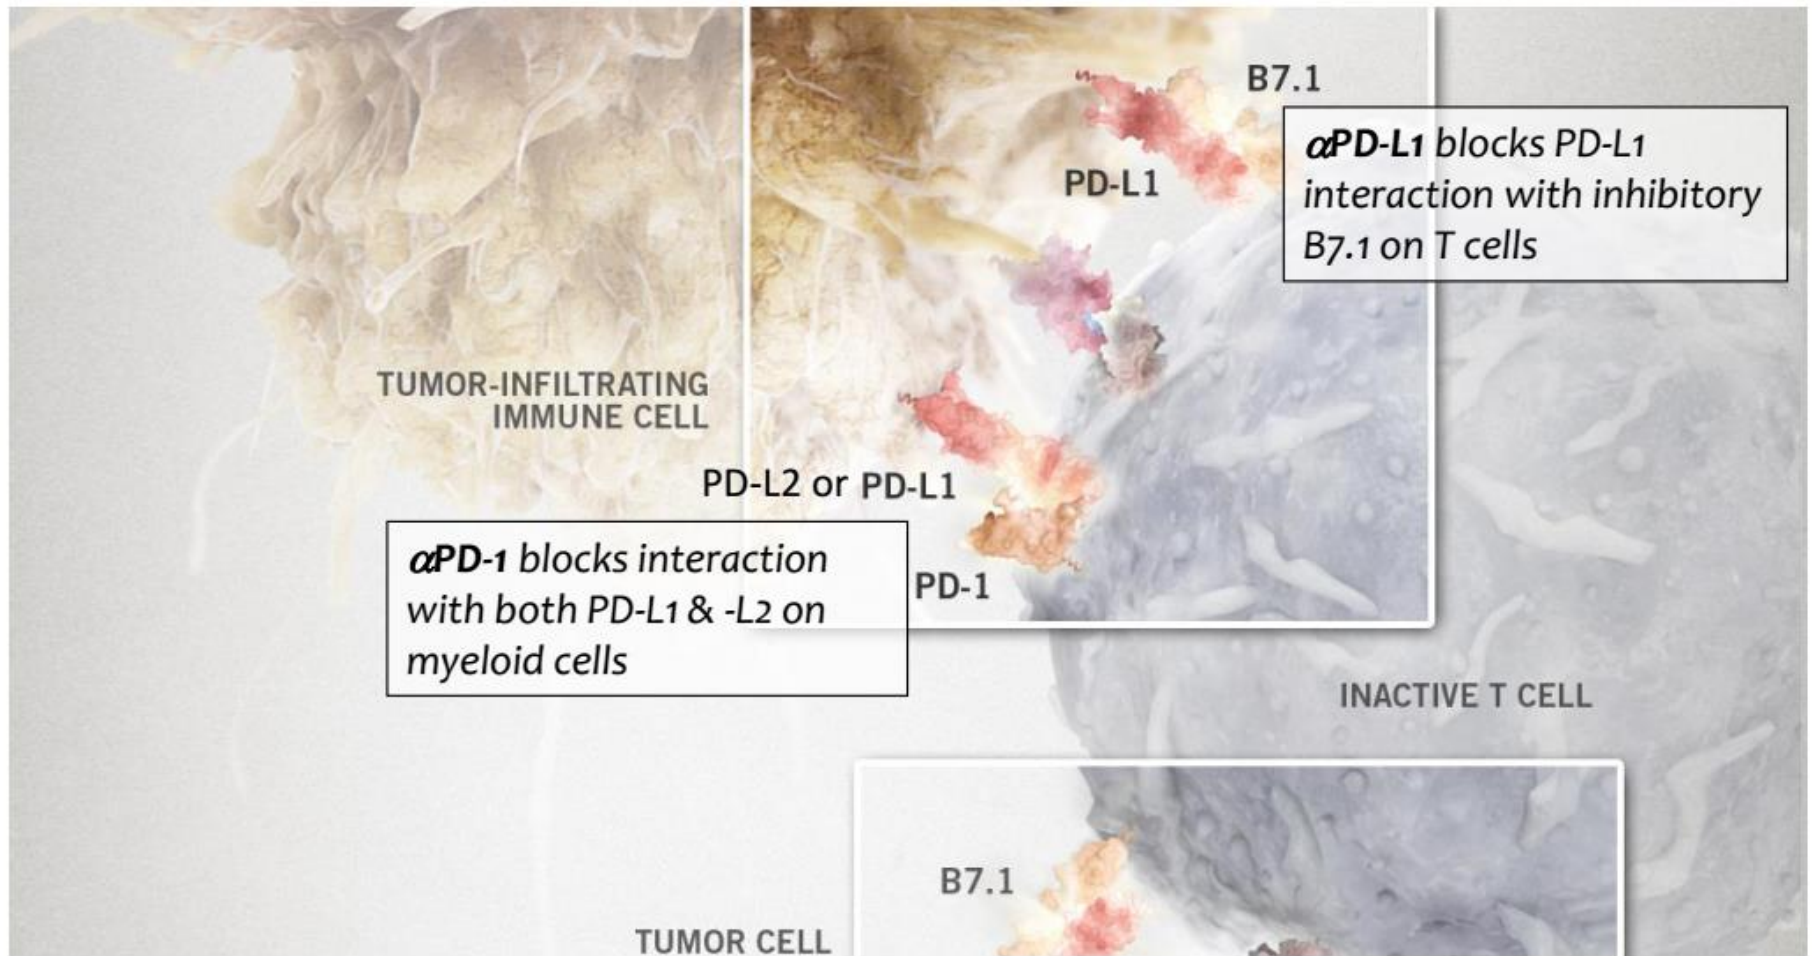 B7.1
αPD-L1 blocks PD-L1
interaction with inhibitory
B7.1 on T cells
PD-L1
TUMOR-INFILTRATING
IMMUNE CELL
PD-L2 or PD-L1
αPD-1 blocks interaction
with both PD-L1 & -L2 on
myeloid cells
PD-1
INACTIVE T CELL
B7.1
TUMOR CELL